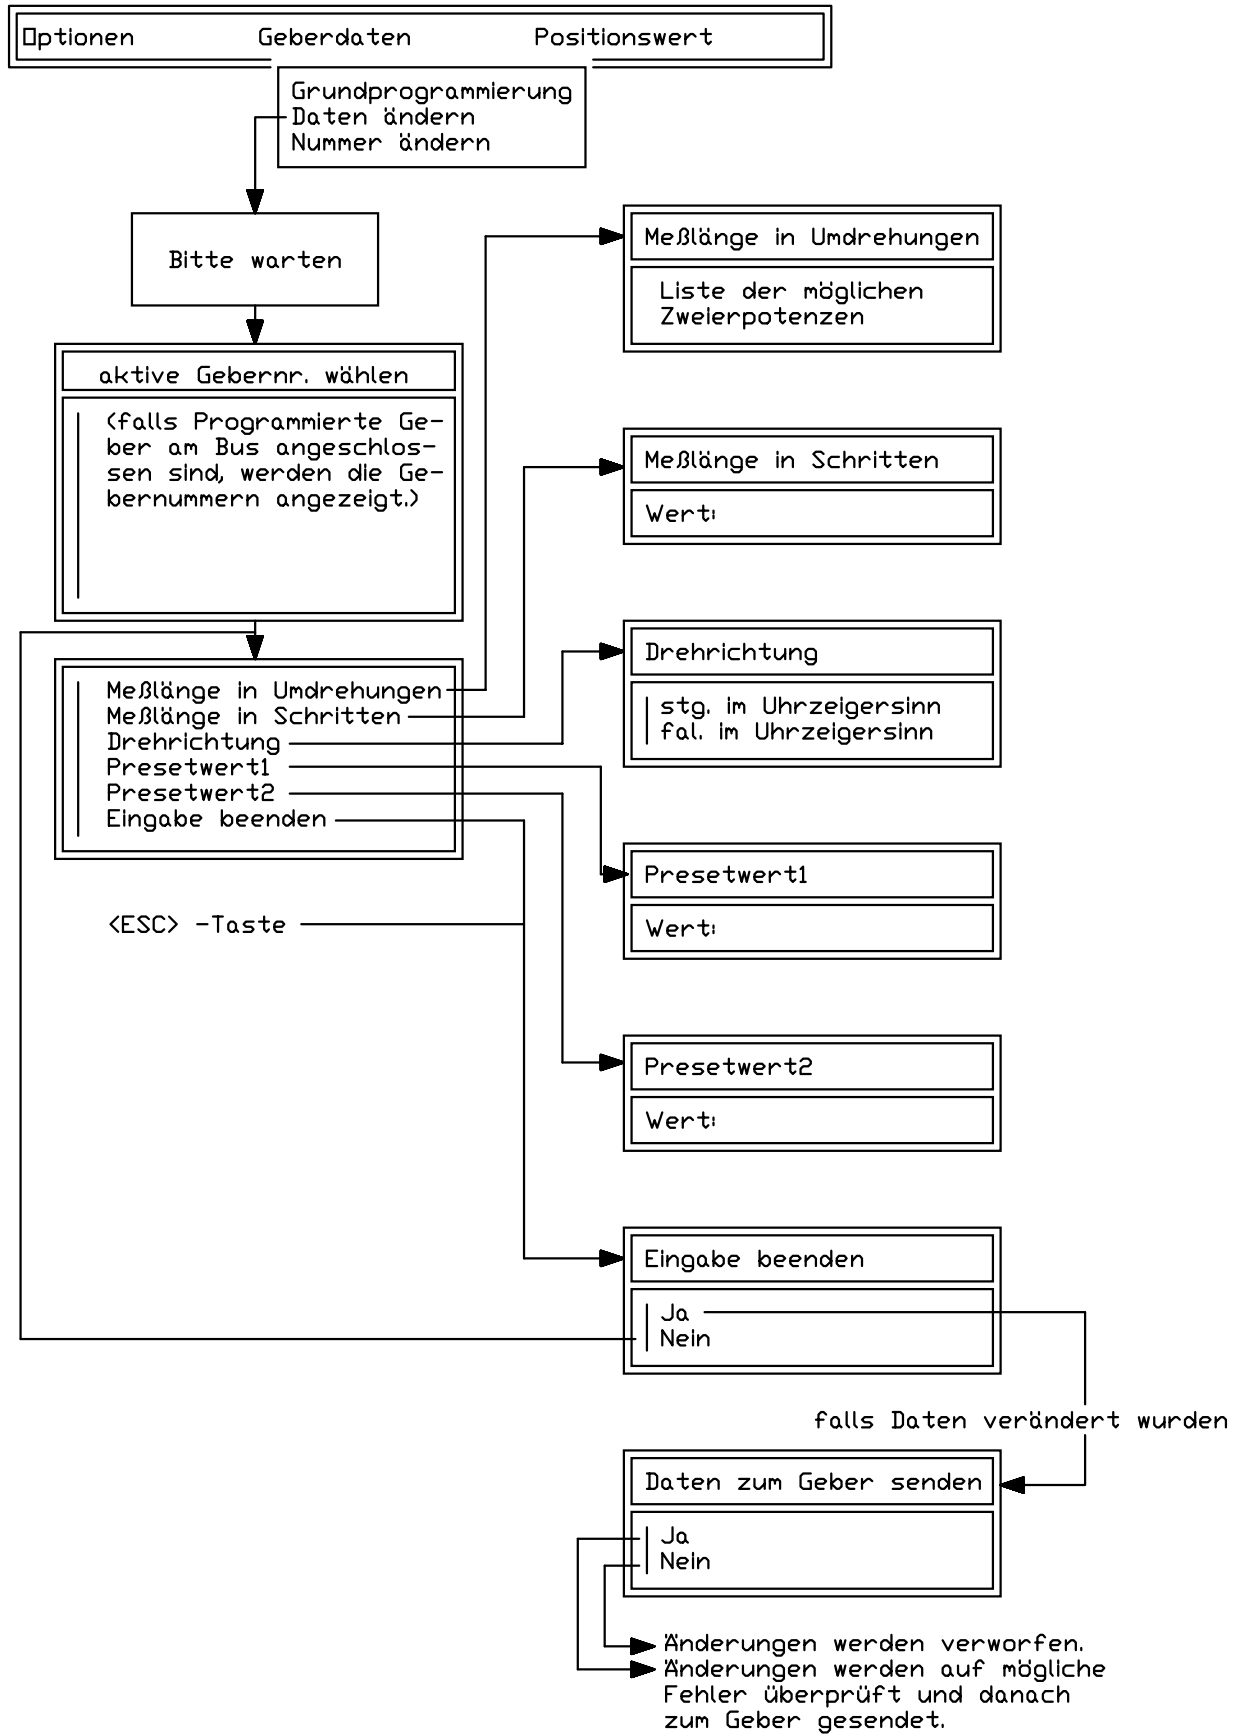 Optionen Geberdaten Positionswert
Grundprogrammierung
Daten ändern
Nummer ändern
Bitte warten
aktive Gebernr. wählen
(falls Programmierte Ge-
ber am Bus angeschlos-
sen sind, werden die Ge-
bernummern angezeigt.)
Meßlänge in Umdrehungen
Meßlänge in Schritten
Drehrichtung
Presetwert1
Presetwert2
Eingabe beenden
<ESC> -Taste
Meßlänge in Umdrehungen
Liste der möglichen
Zweierpotenzen
Meßlänge in Schritten
Wert:
Drehrichtung
stg. im Uhrzeigersinn
fal. im Uhrzeigersinn
Presetwert1
Wert:
Presetwert2
Wert:
Eingabe beenden
Ja
Nein
falls Daten verändert wurden
Daten zum Geber senden
Ja
Nein
Änderungen werden verworfen.
Änderungen werden auf mögliche
Fehler überprüft und danach
zum Geber gesendet.